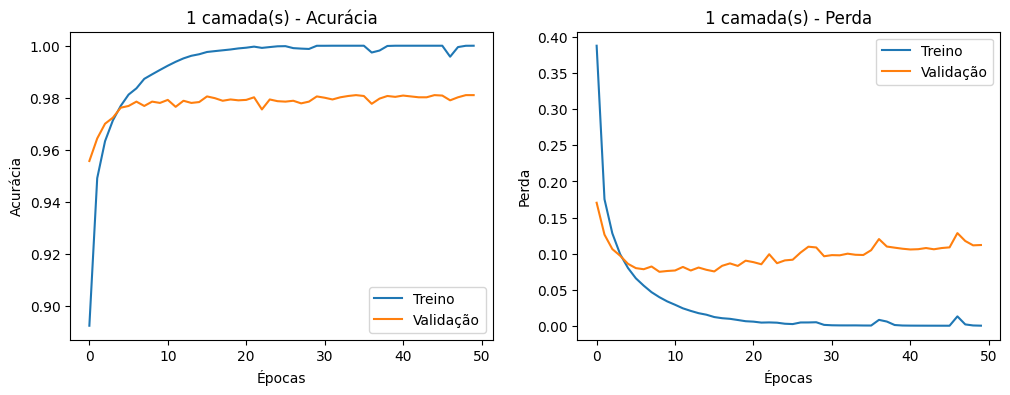 1 camada(s) - Acurácia
Acurácia
1.00
0.98
0.96
0.94
0.92
0.90
Treino
Validação
0 10 20 30 40 50
Épocas
1 camada(s) - Perda
Perda
0.40
0.35
0.30
0.25
0.20
0.15
0.10
0.05
0.00
Treino
Validação
0 10 20 30 40 50
Épocas